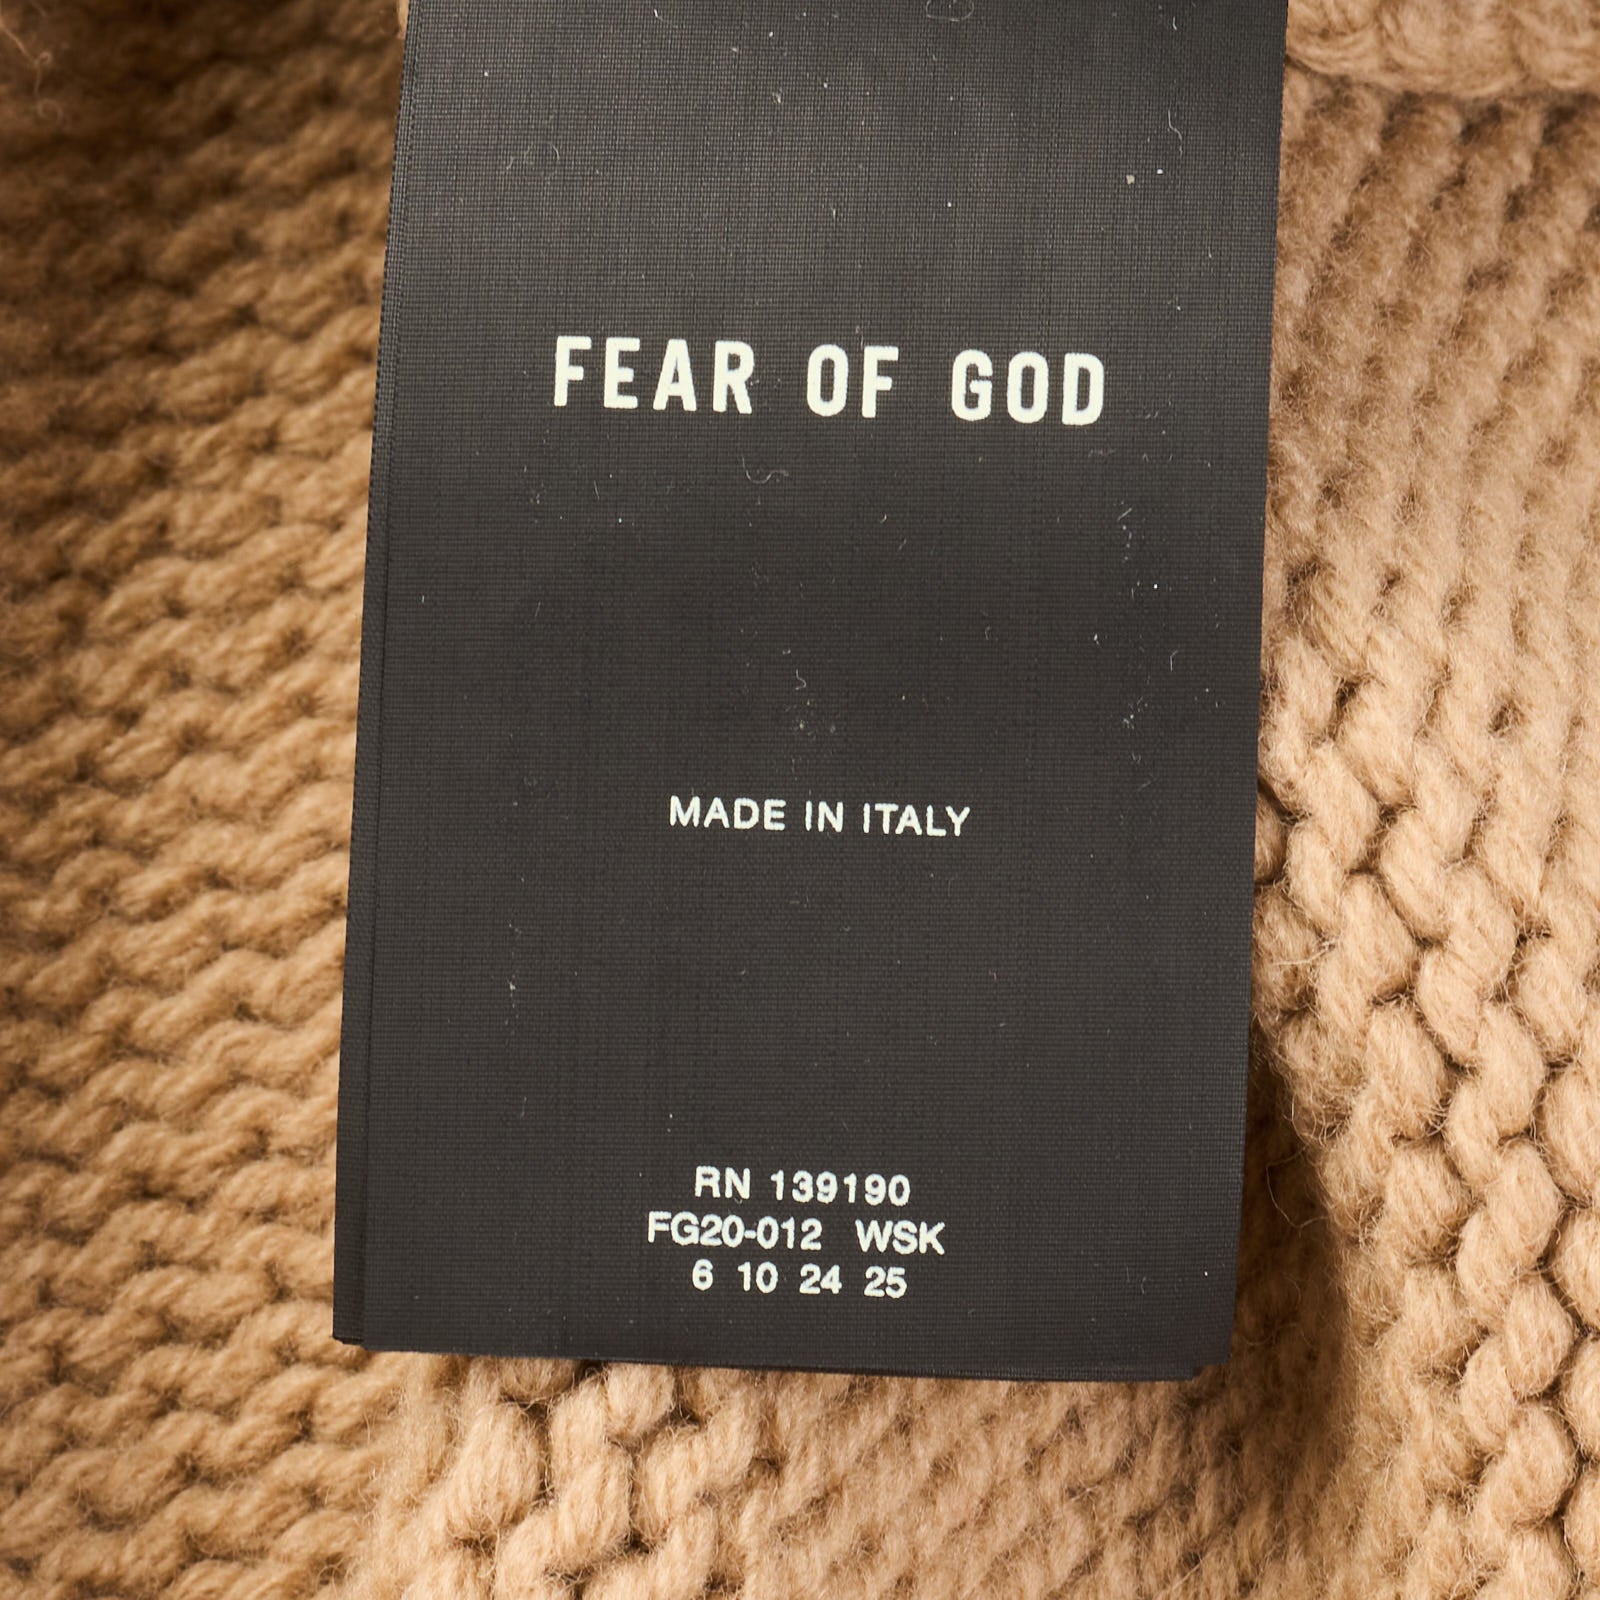 FEAR OF GOD
MADE IN ITALY
RN 139190
FG20-012 WSK
6 10 24 25